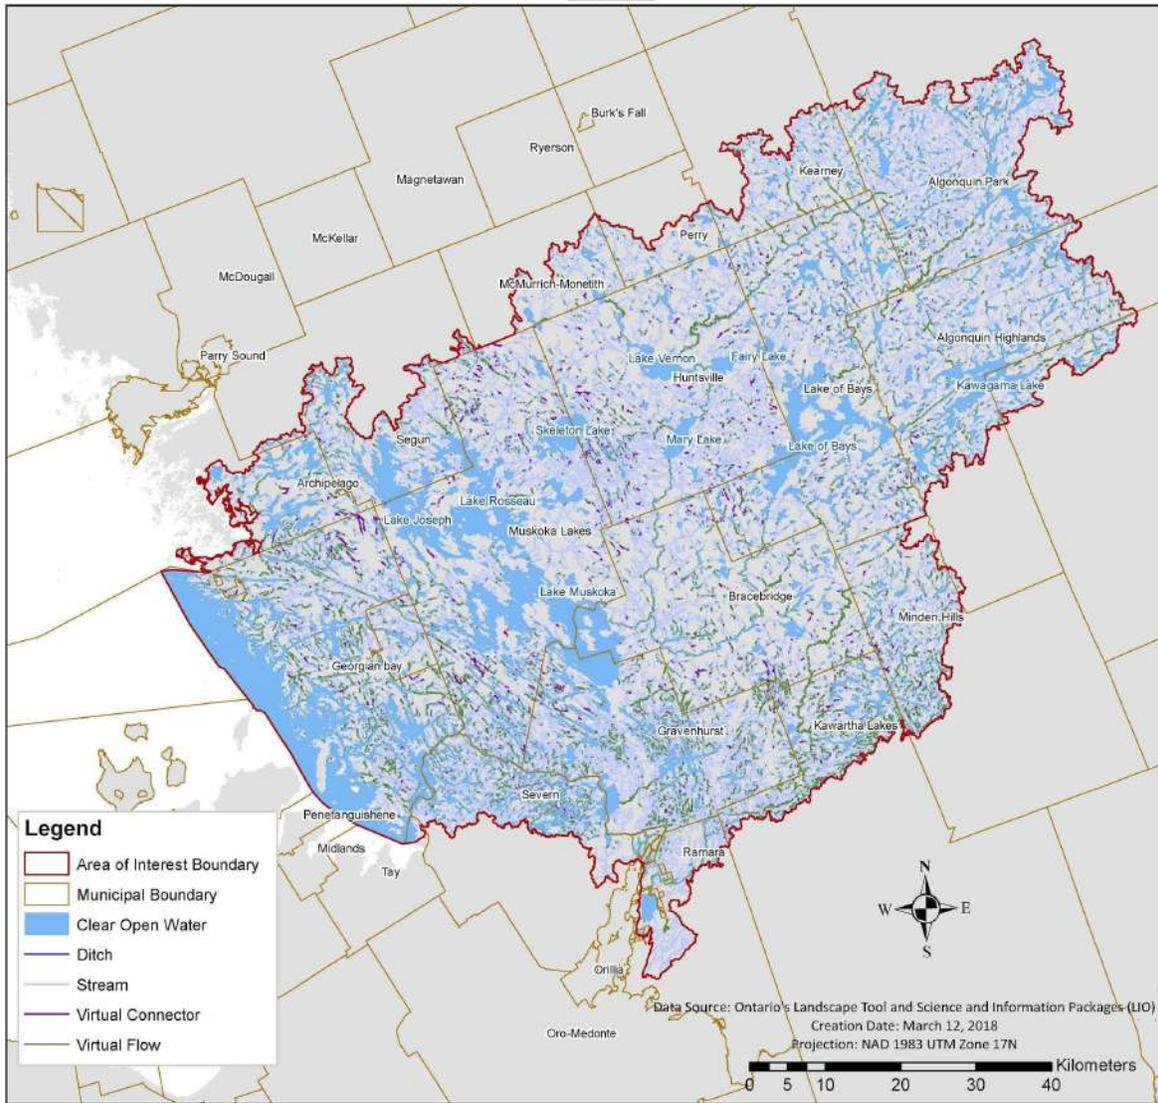 Burk's Fall
Ryerson
Magnetawan
Kearney
Algonquin Park
McKellar
Perry
McDougall
McMurrich-Monetith
Algonquin Highlands
Parry Sound
Lake Vernon
Fairy Lake
Huntsville
Lake of Bays
Kawagama Lake
Skeleton Lake
Segun
Mary Lake
Lake of Bays
Archipelago
Lake Rosseau
Lake Joseph
Muskoka Lakes
Lake Muskoka
Bracebridge
Minden Hills
Georgian bay
Kawartha Lakes
Gravenhurst
Severn
Penetanguishene
Midlands
Ramara
Tay
Orillia
Oro-Medonte
Legend
Area of Interest Boundary
Municipal Boundary
Clear Open Water
Ditch
Stream
Virtual Connector
Virtual Flow
N
W E
S
Data Source: Ontario's Landscape Tool and Science and Information Packages (LIO)
Creation Date: March 12, 2018
Projection: NAD 1983 UTM Zone 17N
Kilometers
0 5 10 20 30 40